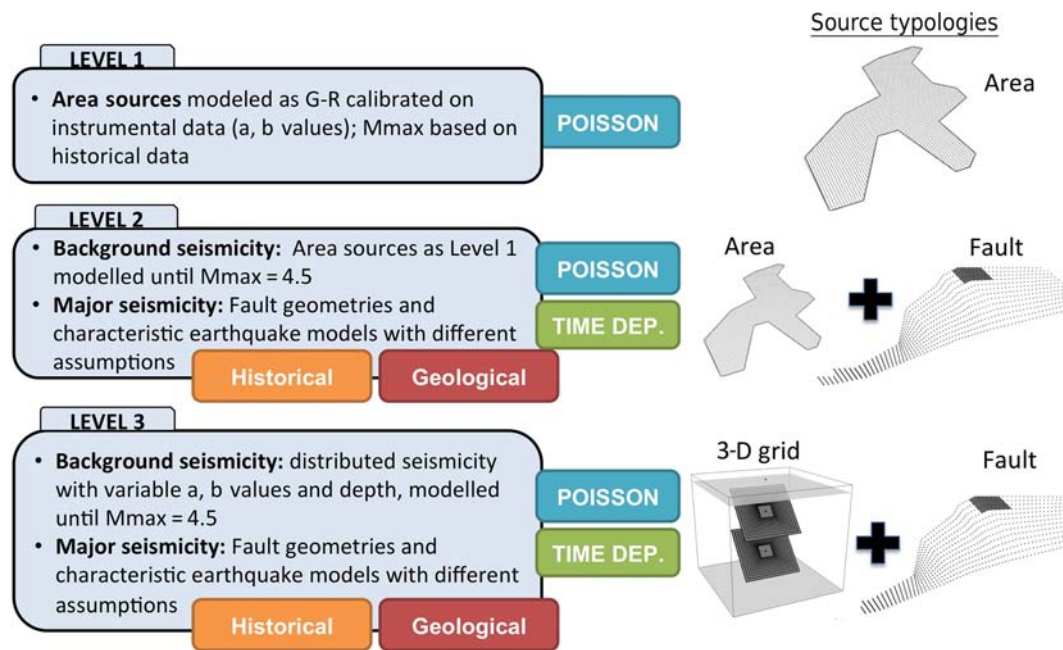 Source typologies
LEVEL 1
• Area sources modeled as G-R calibrated on
instrumental data (a, b values); Mmax based on
historical data
POISSON
Area
LEVEL 2
• Background seismicity: Area sources as Level 1
modelled until Mmax = 4.5
• Major seismicity: Fault geometries and
characteristic earthquake models with different
assumptions
POISSON
TIME DEP.
Historical
Geological
Area
Fault
LEVEL 3
• Background seismicity: distributed seismicity
with variable a, b values and depth, modelled
until Mmax = 4.5
• Major seismicity: Fault geometries and
characteristic earthquake models with different
assumptions
POISSON
TIME DEP.
Historical
Geological
3-D grid
Fault